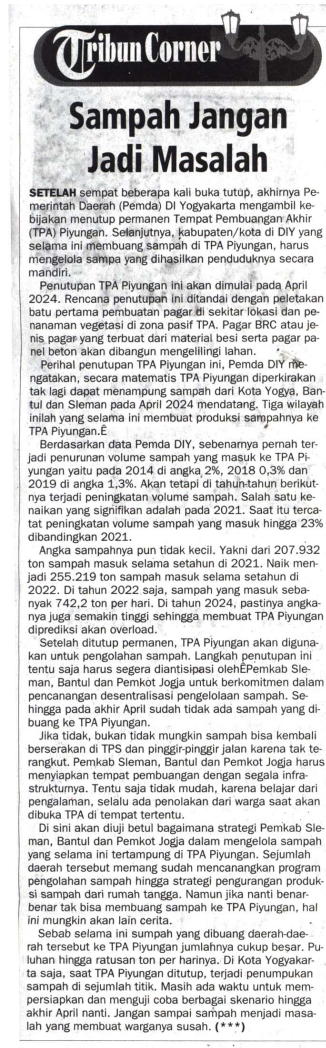 Tribun Corner
Sampah Jangan
Jadi Masalah
SETELAH sempat beberapa kali buka tutup, akhirnya Pe-
merintah Daerah (Pemda) DI Yogyakarta mengambil ke-
bijakan menutup permanen Tempat Pembuangan Akhir
(TPA) Piyungan. Selanjutnya, kabupaten/kota di DIY yang
selama ini membuang sampah di TPA Piyungan, harus
mengelola sampa yang dihasilkan penduduknya secara
mandiri.
Penutupan TPA Piyungan ini akan dimulai pada April
2024. Rencana penutupan ini ditandai dengan peletakan
batu pertama pembuatan pagar di sekitar lokasi dan pe-
nanaman vegetasi di zona pasif TPA. Pagar BRC atau je-
nis pagar yang terbuat dari material besi serta pagar pa-
nel beton akan dibangun mengelilingi lahan.
Perihal penutupan TPA Piyungan ini, Pemda DIY me-
ngatakan, secara matematis TPA Piyungan diperkirakan
tak lagi dapat menampung sampah dari Kota Yogya, Ban-
tul dan Sleman pada April 2024 mendatang. Tiga wilayah
inilah yang selama ini membuat produksi sampahnya ke
TPA Piyungan.Ê
Berdasarkan data Pemda DIY, sebenarnya pernah ter-
jadi penurunan volume sampah yang masuk ke TPA Pi-
yungan yaitu pada 2014 di angka 2%, 2018 0,3% dan
2019 di angka 1,3%. Akan tetapi di tahun-tahun berikut-
nya terjadi peningkatan volume sampah. Salah satu ke-
naikan yang signifikan adalah pada 2021. Saat itu terca-
tat peningkatan volume sampah yang masuk hingga 23%
dibandingkan 2021.
Angka sampahnya pun tidak kecil. Yakni dari 207.932
ton sampah masuk selama setahun di 2021. Naik men-
jadi 255.219 ton sampah masuk selama setahun di
2022. Di tahun 2022 saja, sampah yang masuk seba-
nyak 742,2 ton per hari. Di tahun 2024, pastinya angka-
nya juga semakin tinggi sehingga membuat TPA Piyungan
diprediksi akan overload.
Setelah ditutup permanen, TPA Piyungan akan diguna-
kan untuk pengolahan sampah. Langkah penutupan ini
tentu saja harus segera diantisipasi olehÊPemkab Sle-
man, Bantul dan Pemkot Jogja untuk berkomitmen dalam
pencanangan desentralisasi pengelolaan sampah. Se-
hingga pada akhir April sudah tidak ada sampah yang di-
buang ke TPA Piyungan.
Jika tidak, bukan tidak mungkin sampah bisa kembali
berserakan di TPS dan pinggir-pinggir jalan karena tak te-
rangkut. Pemkab Sleman, Bantul dan Pemkot Jogja harus
menyiapkan tempat pembuangan dengan segala infra-
strukturnya. Tentu saja tidak mudah, karena belajar dari
pengalaman, selalu ada penolakan dari warga saat akan
dibuka TPA di tempat tertentu.
Di sini akan diuji betul bagaimana strategi Pemkab Sle-
man, Bantul dan Pemkot Jogja dalam mengelola sampah
yang selama ini tertampung di TPA Piyungan. Sejumlah
daerah tersebut memang sudah mencanangkan program
pengolahan sampah hingga strategi pengurangan produk-
si sampah dari rumah tangga. Namun jika nanti benar-
benar tak bisa membuang sampah ke TPA Piyungan, hal
ini mungkin akan lain cerita.
Sebab selama ini sumpah yang dibuang daerah-dae-
rah tersebut ke TPA Piyungan jumlahnya cukup besar. Pu-
luhan hingga ratusan ton per harinya. Di Kota Yogyakar-
ta saja, saat TPA Piyungan ditutup, terjadi penumpukan
sampah di sejumlah titik. Masih ada waktu untuk mem-
persiapkan dan menguji coba berbagai skenario hingga
akhir April nanti. Jangan sampai sampah menjadi masa-
lah yang membuat warganya susah. (***)